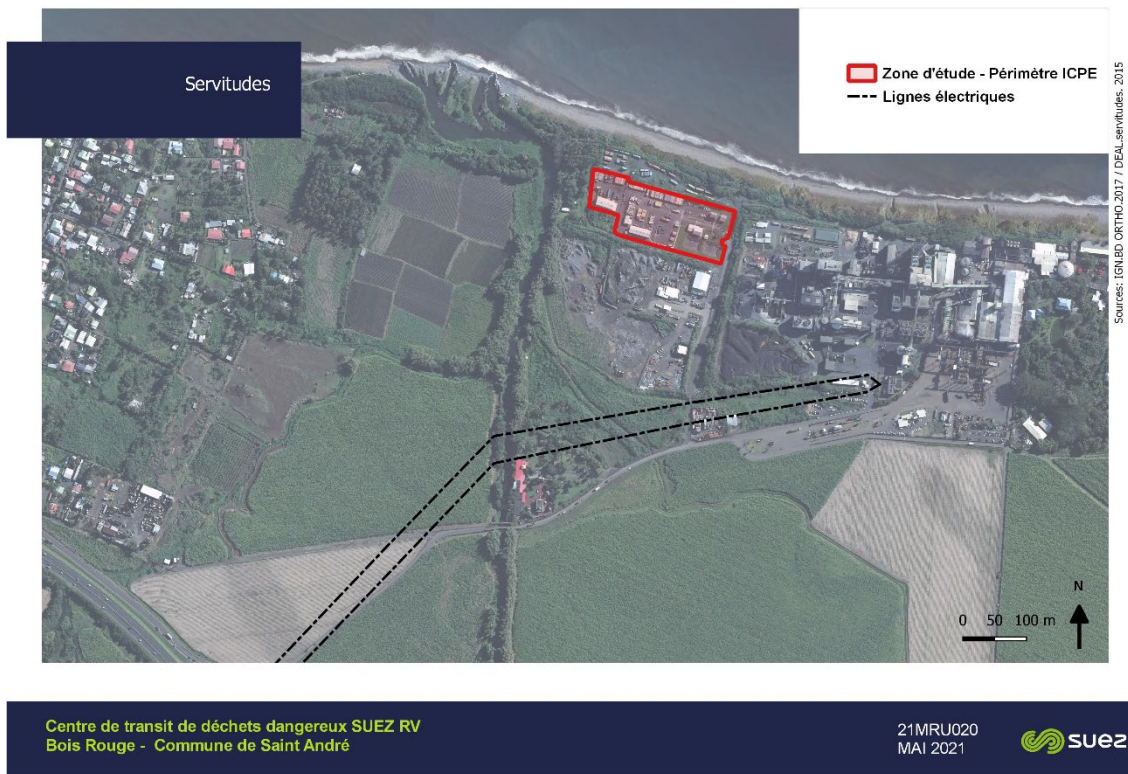 Servitudes
Zone d'étude - Périmètre ICPE
Lignes électriques
Sources: IGN.BD ORTHO.2017 / DEAL.servitudes. 2015
N
0 50 100 m
Centre de transit de déchets dangereux SUEZ RV
Bois Rouge - Commune de Saint André
21MRU020
MAI 2021
suez